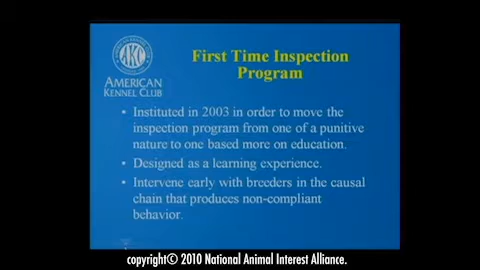 First Time Inspection
Program
AKC
AMERICAN
KENNEL CLUB
• Instituted in 2003 in order to move the
inspection program from one of a punitive
nature to one based more on education.
• Designed as a learning experience.
• Intervene early with breeders in the causal
chain that produces non-compliant
behavior.
copyright© 2010 National Animal Interest Alliance.